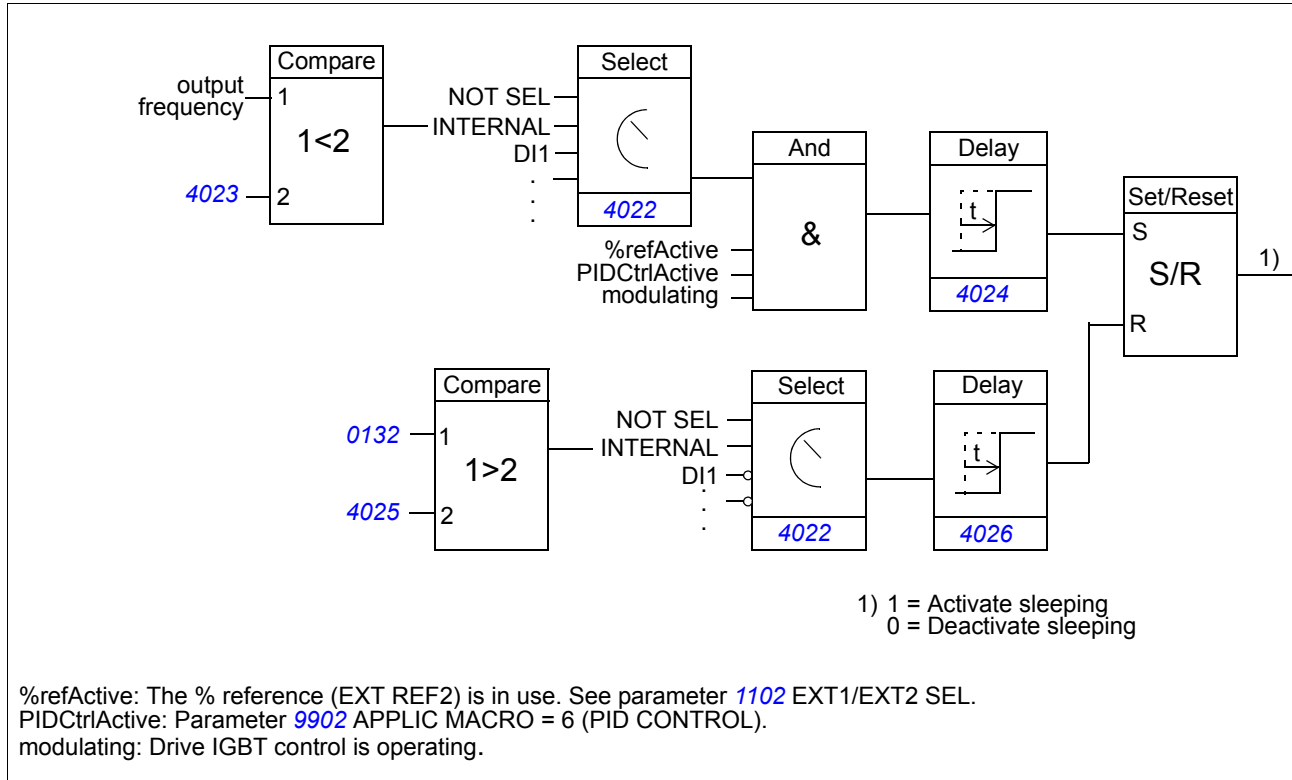 Compare
output
frequency
1
1<2
4023
2
NOT SEL
INTERNAL
DI1
.
.
.
Select
4022
%refActive
PIDCtrlActive
modulating
And
&
Delay
t
4024
Set/Reset
S
S/R
R
1)
Compare
0132
1
1>2
4025
2
NOT SEL
INTERNAL
DI1
.
.
.
Select
4022
Delay
t
4026
1) 1 = Activate sleeping
0 = Deactivate sleeping
%refActive: The % reference (EXT REF2) is in use. See parameter 1102 EXT1/EXT2 SEL.
PIDCtrlActive: Parameter 9902 APPLIC MACRO = 6 (PID CONTROL).
modulating: Drive IGBT control is operating.